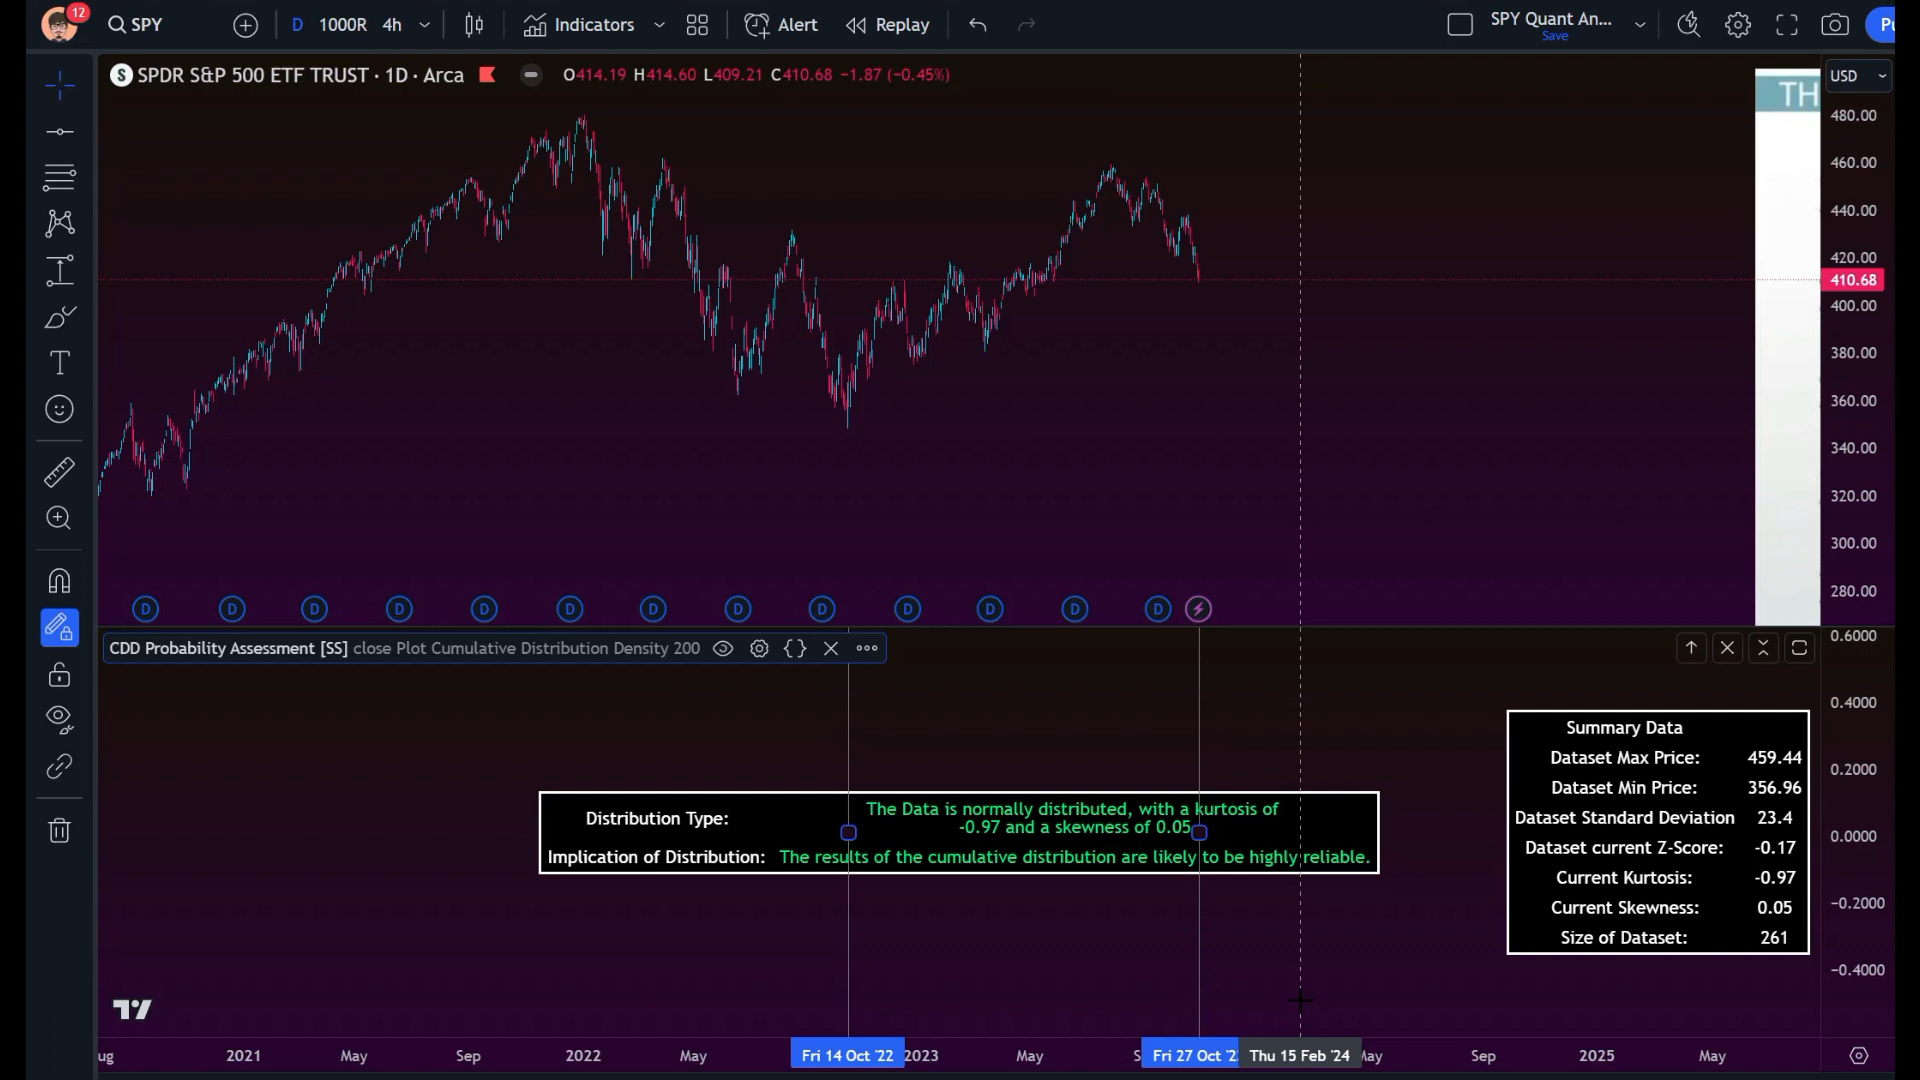 12
SPY
D
1000R
4h
Indicators
Alert
Replay
SPY Quant An...
Save
SPDR S&P 500 ETF TRUST · 1D · Arca
O414.19 H414.60 L409.21 C410.68 −1.87 (−0.45%)
TH
USD
480.00
460.00
440.00
420.00
410.68
400.00
380.00
360.00
340.00
320.00
300.00
280.00
D D D D D D D D D D D D D
CDD Probability Assessment [SS] close Plot Cumulative Distribution Density 200
0.6000
0.4000
0.2000
0.0000
−0.2000
−0.4000
Distribution Type:
The Data is normally distributed, with a kurtosis of
-0.97 and a skewness of 0.05
Implication of Distribution: The results of the cumulative distribution are likely to be highly reliable.
Summary Data
Dataset Max Price: 459.44
Dataset Min Price: 356.96
Dataset Standard Deviation 23.4
Dataset current Z-Score: -0.17
Current Kurtosis: -0.97
Current Skewness: 0.05
Size of Dataset: 261
ug 2021 May Sep 2022 May Fri 14 Oct '22 2023 May S Fri 27 Oct '2 Thu 15 Feb '24 May Sep 2025 May